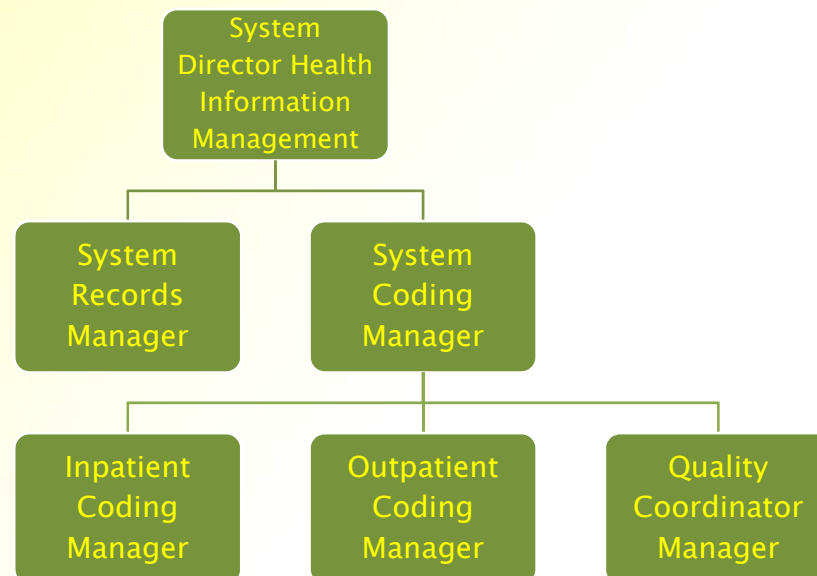 System
Director Health
Information
Management
System
Records
Manager
System
Coding
Manager
Inpatient
Coding
Manager
Outpatient
Coding
Manager
Quality
Coordinator
Manager